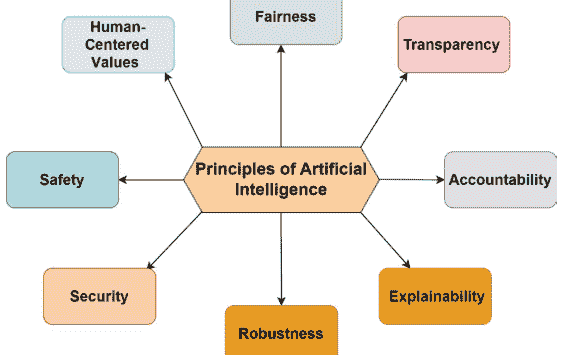 Fairness
Human-
Centered
Values
Transparency
Principles of Artificial
Intelligence
Safety
Accountability
Security
Explainability
Robustness